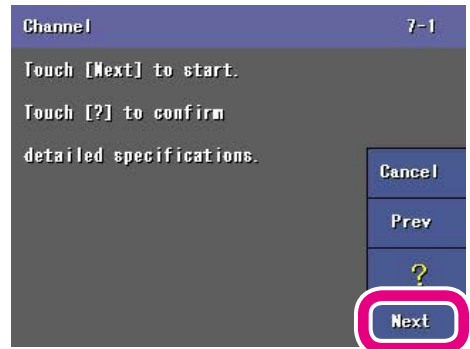 Channel 7-1
Touch [Next] to start.
Touch [?] to confirm
detailed specifications.
Cancel
Prev
?
Next